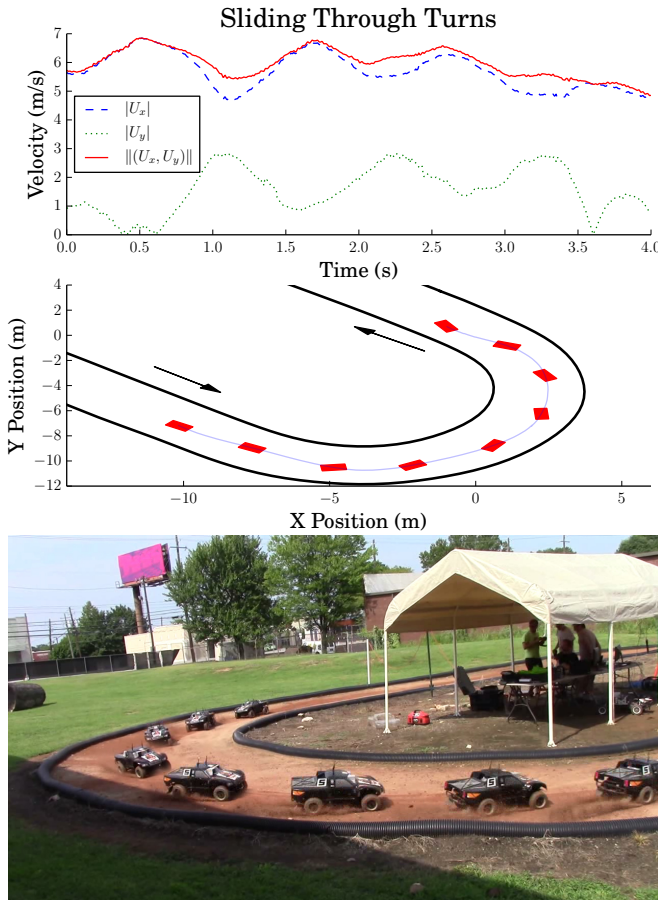 Sliding Through Turns
7
6
5
4
3
2
1
0
Velocity (m/s)
|U_x|
|U_y|
‖(U_x, U_y)‖
0.0 0.5 1.0 1.5 2.0 2.5 3.0 3.5 4.0
Time (s)
4
2
0
−2
−4
−6
−8
−10
−12
Y Position (m)
−10 −5 0 5
X Position (m)
5
5
5
5